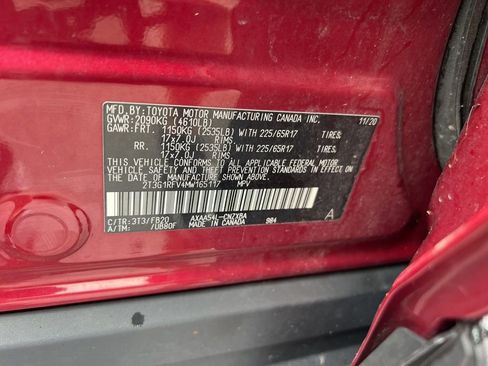 MFD.BY:TOYOTA MOTOR MANUFACTURING CANADA INC. 11/20
GVWR:2090KG (4610LB)
GAWR:FRT. 1150KG (2535LB) WITH 225/65R17 TIRES,
17x7.0J RIMS,
RR. 1150KG (2535LB) WITH 225/65R17 TIRES,
17x7.0J RIMS,
THIS VEHICLE CONFORMS TO ALL APPLICABLE FEDERAL MOTOR
VEHICLE SAFETY AND THEFT PREVENTION STANDARDS IN EFFECT ON
THE DATE OF MANUFACTURE SHOWN ABOVE.
2T3G1RFV4MW165117 MPV
C/TR:3T3/FB20 AXAA54L-CNZXBA 984 A
A/TM: /UB80F MADE IN CANADA